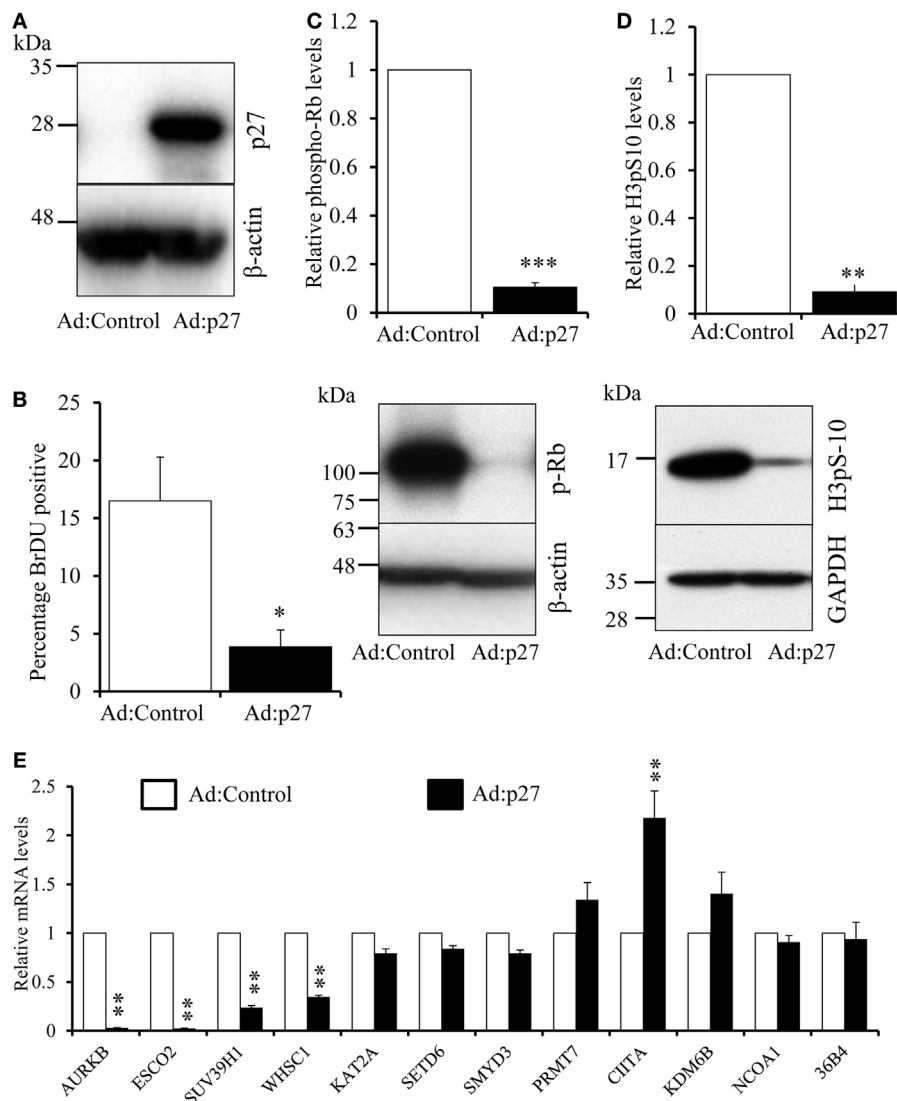 A
kDa
35
28
48
p27
β-actin
Ad:Control Ad:p27
C
Relative phospho-Rb levels
1.2
1
0.8
0.6
0.4
0.2
0
***
Ad:Control Ad:p27
kDa
100
75
63
48
p-Rb
β-actin
Ad:Control Ad:p27
D
Relative H3pS10 levels
1.2
1
0.8
0.6
0.4
0.2
0
**
Ad:Control Ad:p27
kDa
17
35
28
H3pS-10
GAPDH
Ad:Control Ad:p27
B
Percentage BrDU positive
25
20
15
10
5
0
*
Ad:Control Ad:p27
E
Relative mRNA levels
2.5
2
1.5
1
0.5
0
Ad:Control Ad:p27
**
**
**
**
**
AURKB
ESCO2
SUV39H1
WHSC1
KAT2A
SETD6
SMYD3
PRMT7
CIITA
KDM6B
NCOA1
36B4